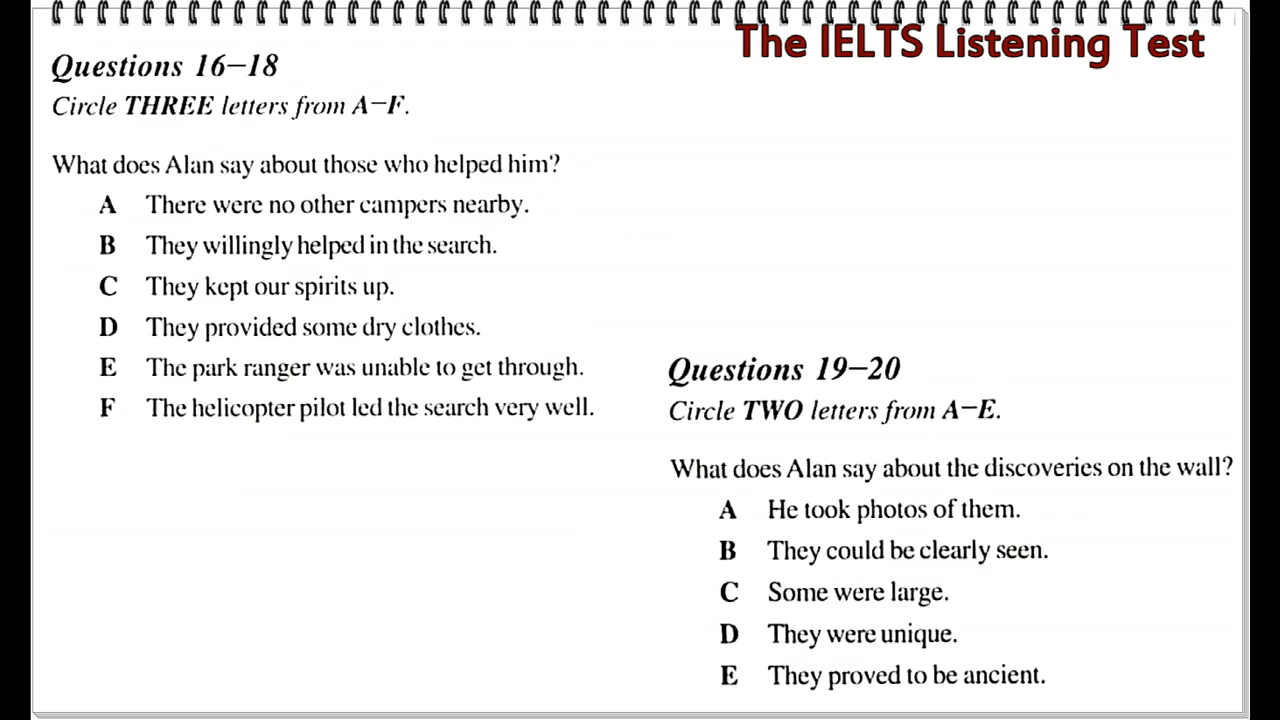 The IELTS Listening Test
Questions 16–18
Circle THREE letters from A–F.
What does Alan say about those who helped him?
A There were no other campers nearby.
B They willingly helped in the search.
C They kept our spirits up.
D They provided some dry clothes.
E The park ranger was unable to get through.
F The helicopter pilot led the search very well.
Questions 19–20
Circle TWO letters from A–E.
What does Alan say about the discoveries on the wall?
A He took photos of them.
B They could be clearly seen.
C Some were large.
D They were unique.
E They proved to be ancient.